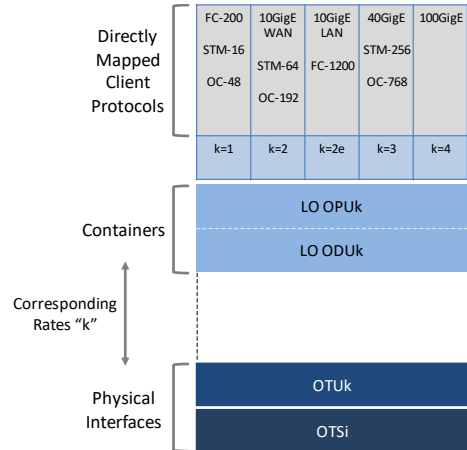 Directly
Mapped
Client
Protocols
FC-200
STM-16
OC-48
10GigE
WAN
STM-64
OC-192
10GigE
LAN
FC-1200
40GigE
STM-256
OC-768
100GigE
k=1
k=2
k=2e
k=3
k=4
Containers
LO OPUk
LO ODUk
Corresponding
Rates “k”
Physical
Interfaces
OTUk
OTSi